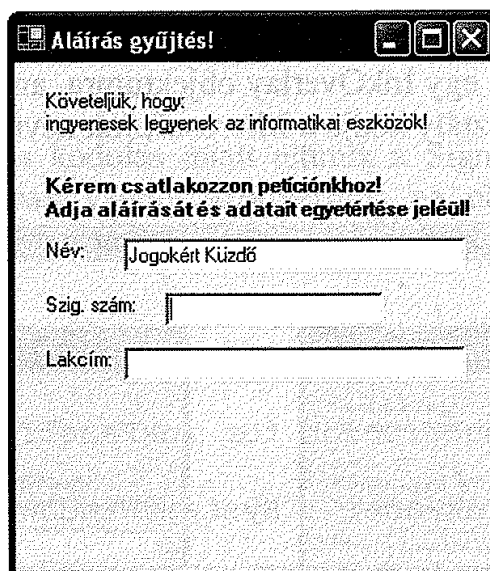 Aláírás gyűjtés!
Követeljük, hogy:
ingyenesek legyenek az informatikai eszközök!
Kérem csatlakozzon petíciónkhoz!
Adja aláírását és adatait egyetértése jeléül!
Név: Jogokért Küzdő
Szig. szám:
Lakcím: